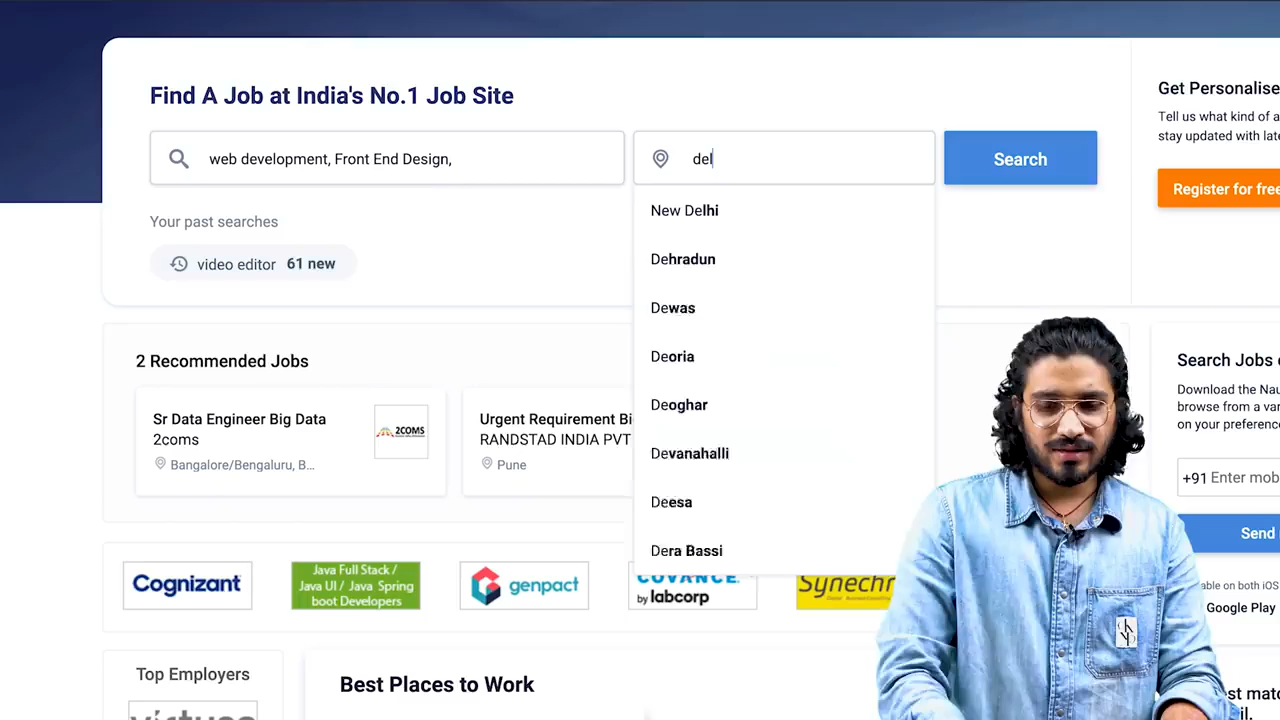 Find A Job at India's No.1 Job Site
web development, Front End Design,
del
Search
New Delhi
Dehradun
Dewas
Deoria
Deoghar
Devanahalli
Deesa
Dera Bassi
Your past searches
video editor 61 new
Get Personalise
Tell us what kind of a
stay updated with late
Register for free
2 Recommended Jobs
Sr Data Engineer Big Data
2coms
Bangalore/Bengaluru, B...
2COMS
Urgent Requirement Bi
RANDSTAD INDIA PVT
Pune
Search Jobs
Download the Nau
browse from a var
on your preference
+91 Enter mob
Send
able on both iOS
Google Play
Cognizant
Java Full Stack /
Java UI / Java Spring
boot Developers
genpact
COVANCE
by labcorp
Synechr
Top Employers
Best Places to Work
st mat
il.